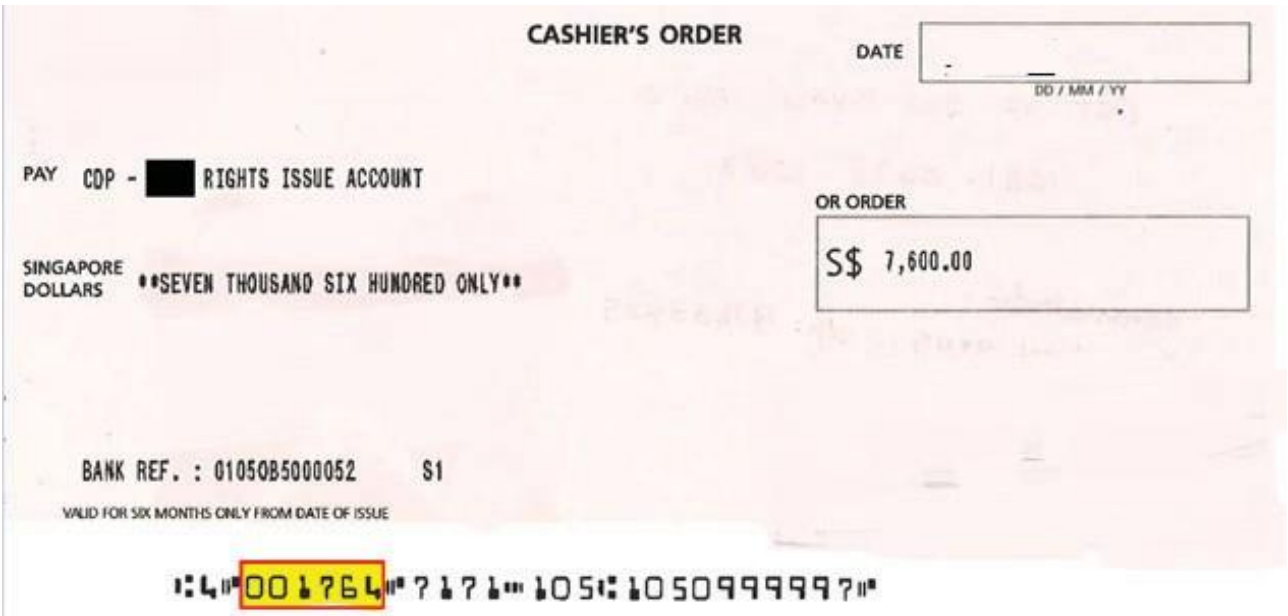 CASHIER'S ORDER
DATE
DD / MM / YY
PAY CDP - RIGHTS ISSUE ACCOUNT
OR ORDER
SINGAPORE DOLLARS **SEVEN THOUSAND SIX HUNDRED ONLY**
S$ 7,600.00
BANK REF. : 01050B5000052 S1
VALID FOR SIX MONTHS ONLY FROM DATE OF ISSUE
⑆4⑈001764⑈7171⑉105⑆1050999997⑈